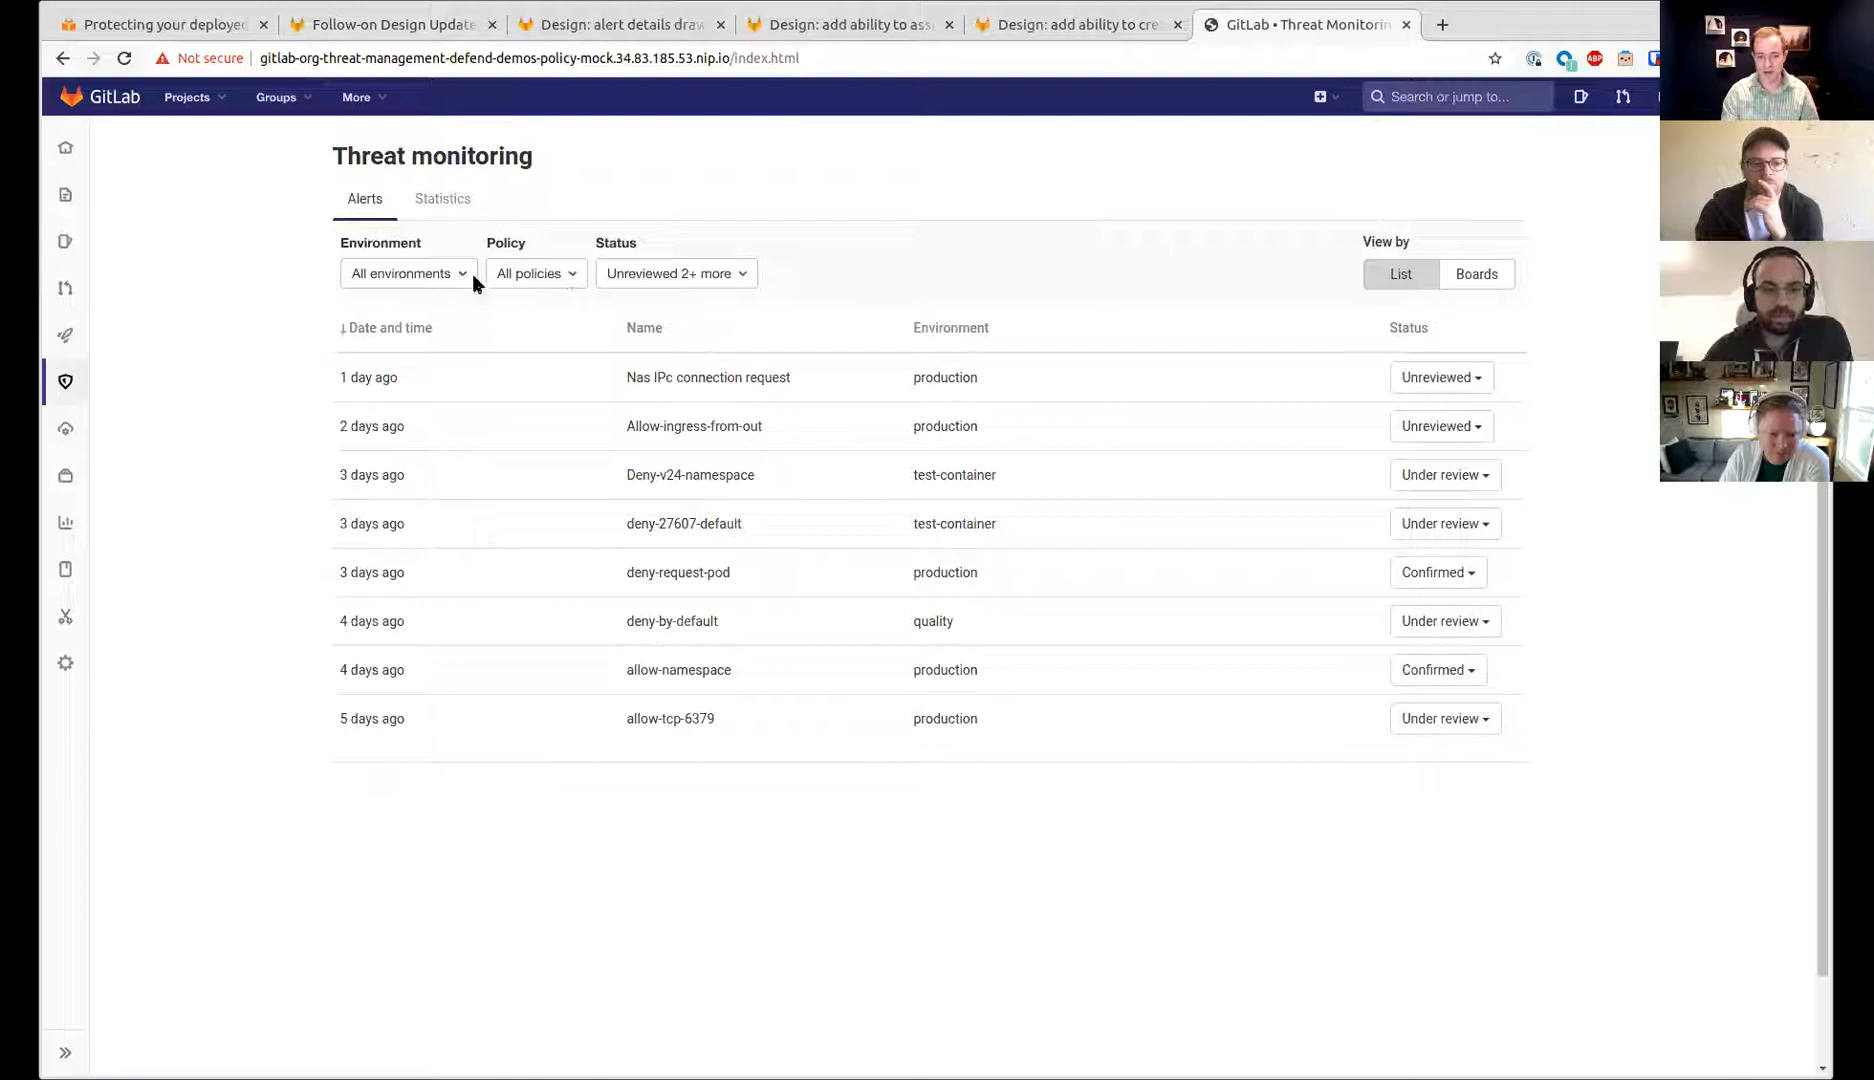 Protecting your deployed
Follow-on Design Update
Design: alert details draw
Design: add ability to ass
Design: add ability to cre
GitLab • Threat Monitorin
Not secure
gitlab-org-threat-management-defend-demos-policy-mock.34.83.185.53.nip.io/index.html
ABP
GitLab
Projects
Groups
More
Search or jump to...
Threat monitoring
Alerts
Statistics
Environment
Policy
Status
View by
All environments
All policies
Unreviewed 2+ more
List
Boards
Date and time
Name
Environment
Status
1 day ago
Nas IPc connection request
production
Unreviewed
2 days ago
Allow-ingress-from-out
production
Unreviewed
3 days ago
Deny-v24-namespace
test-container
Under review
3 days ago
deny-27607-default
test-container
Under review
3 days ago
deny-request-pod
production
Confirmed
4 days ago
deny-by-default
quality
Under review
4 days ago
allow-namespace
production
Confirmed
5 days ago
allow-tcp-6379
production
Under review